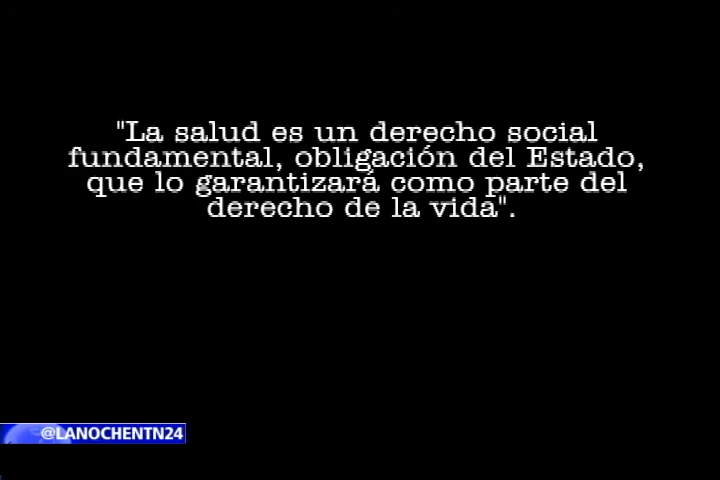 "La salud es un derecho social
fundamental, obligación del Estado,
que lo garantizará como parte del
derecho de la vida".
@LANOCHENTN24